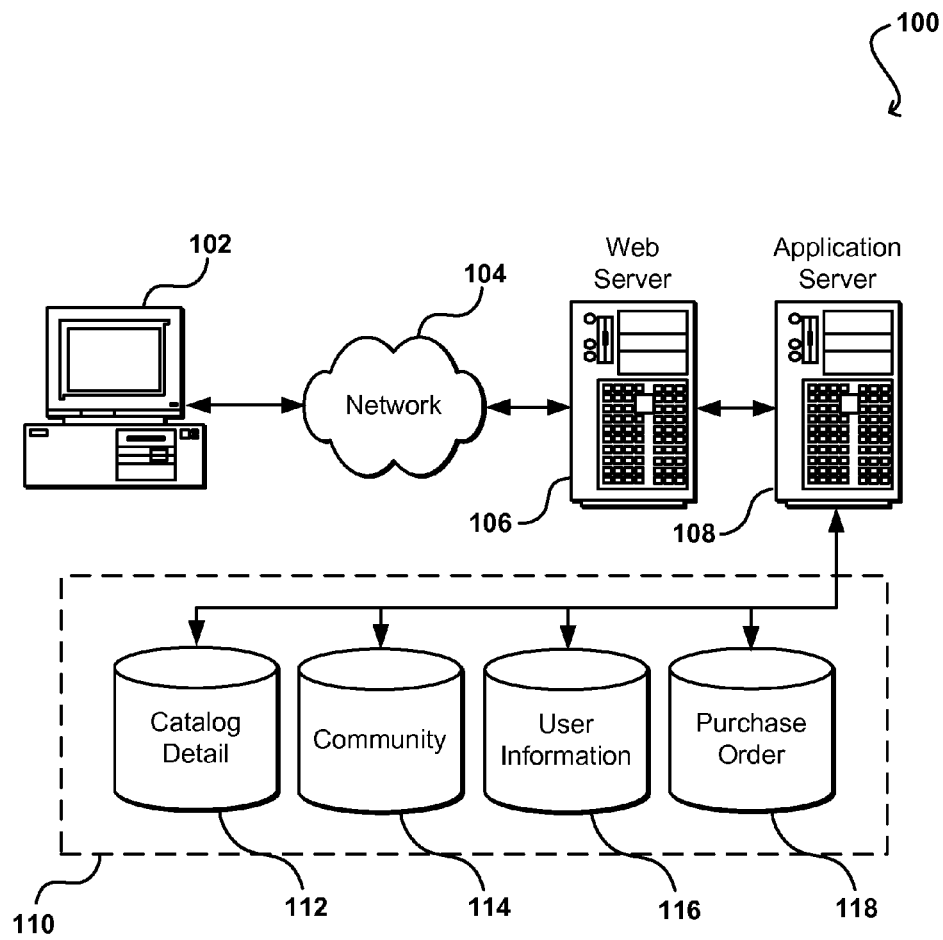 100
102
104
Web
Server
Application
Server
Network
106
108
Catalog
Detail
Community
User
Information
Purchase
Order
110
112
114
116
118